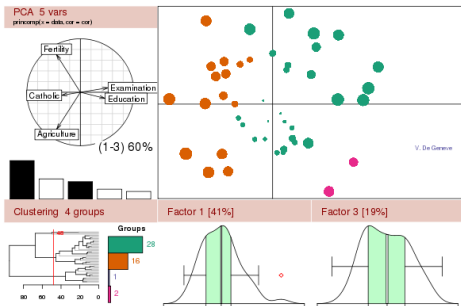 PCA 5 vars
princomp(x = data, cor = cor)
Fertility
Examination
Catholic
Education
Agriculture
(1-3) 60%
V. De Geneve
Clustering 4 groups
Factor 1 [41%]
Factor 3 [19%]
Groups
28
16
1
2
80 60 40 20 0